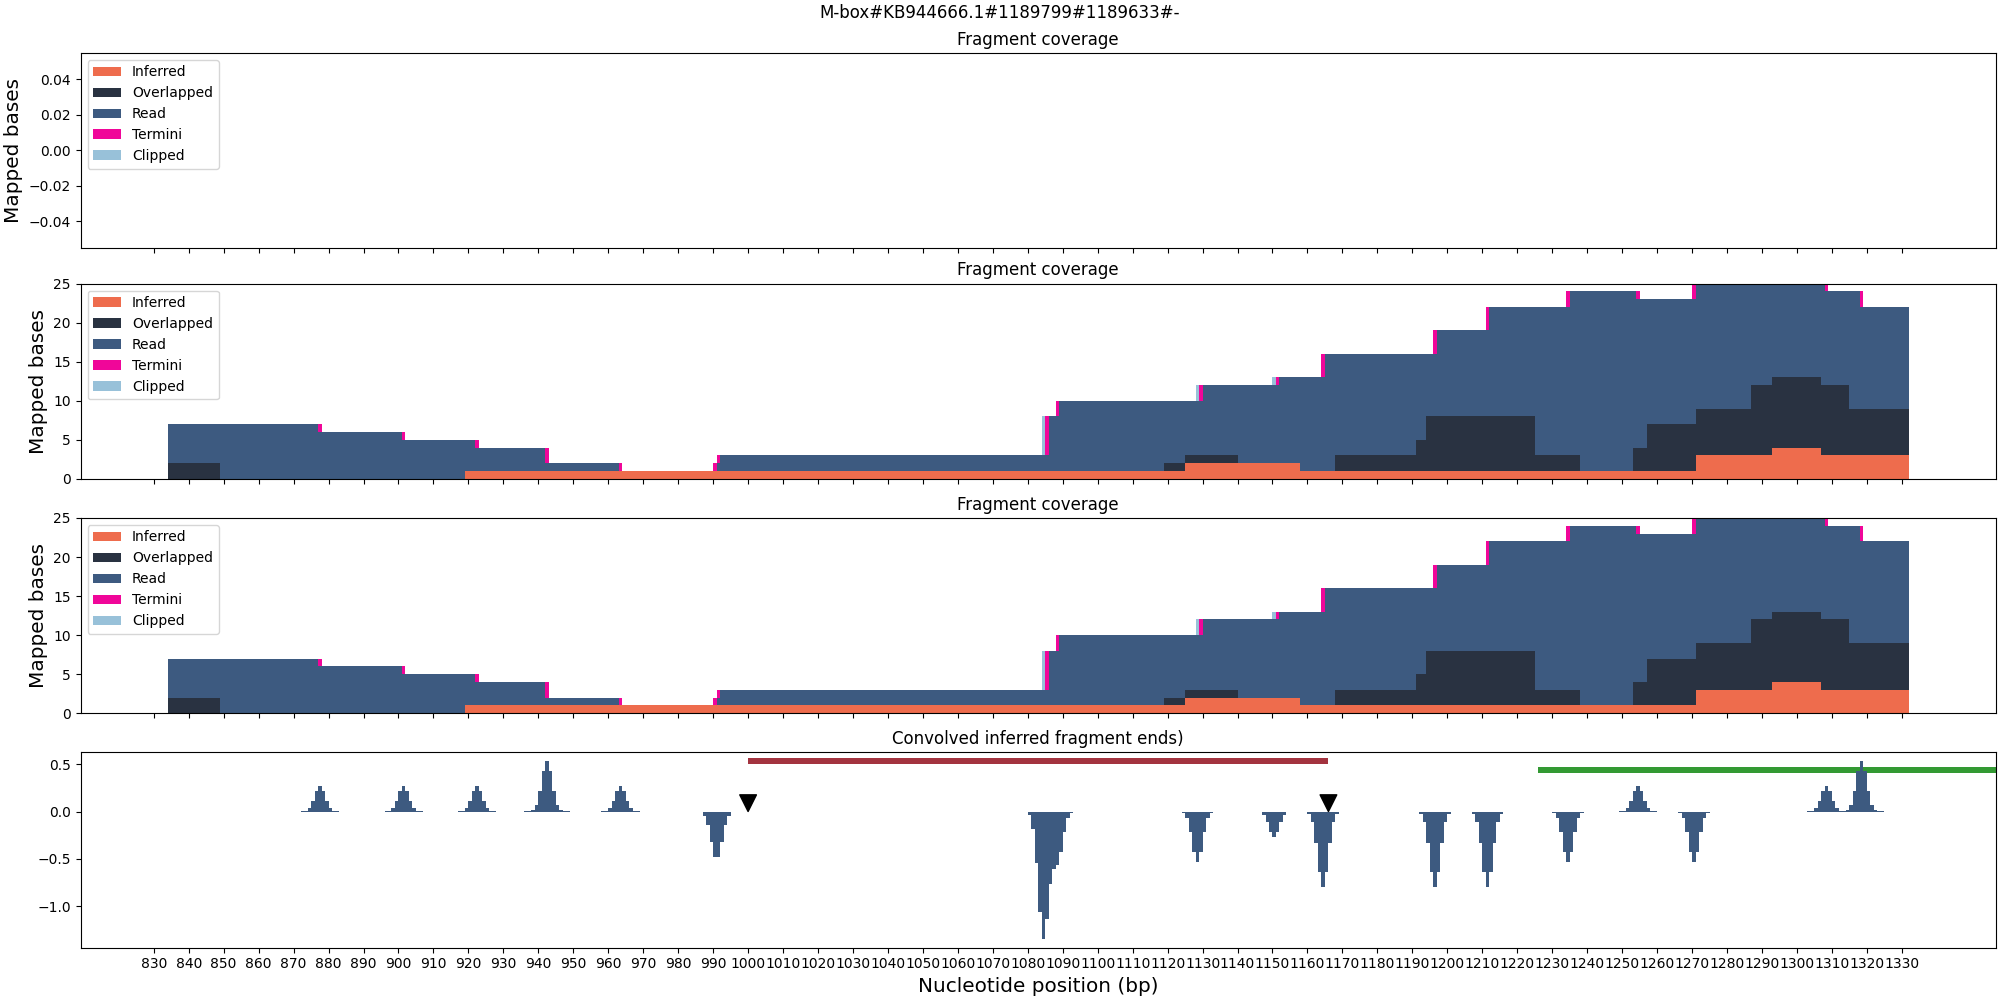 M-box#KB944666.1#1189799#1189633#-
Fragment coverage
Mapped bases
0.04
0.02
0.00
−0.02
−0.04
Inferred
Overlapped
Read
Termini
Clipped
Fragment coverage
Mapped bases
25
20
15
10
5
0
Inferred
Overlapped
Read
Termini
Clipped
Fragment coverage
Mapped bases
25
20
15
10
5
0
Inferred
Overlapped
Read
Termini
Clipped
Convolved inferred fragment ends)
0.5
0.0
−0.5
−1.0
830 840 850 860 870 880 890 900 910 920 930 940 950 960 970 980 990 1000 1010 1020 1030 1040 1050 1060 1070 1080 1090 1100 1110 1120 1130 1140 1150 1160 1170 1180 1190 1200 1210 1220 1230 1240 1250 1260 1270 1280 1290 1300 1310 1320 1330
Nucleotide position (bp)